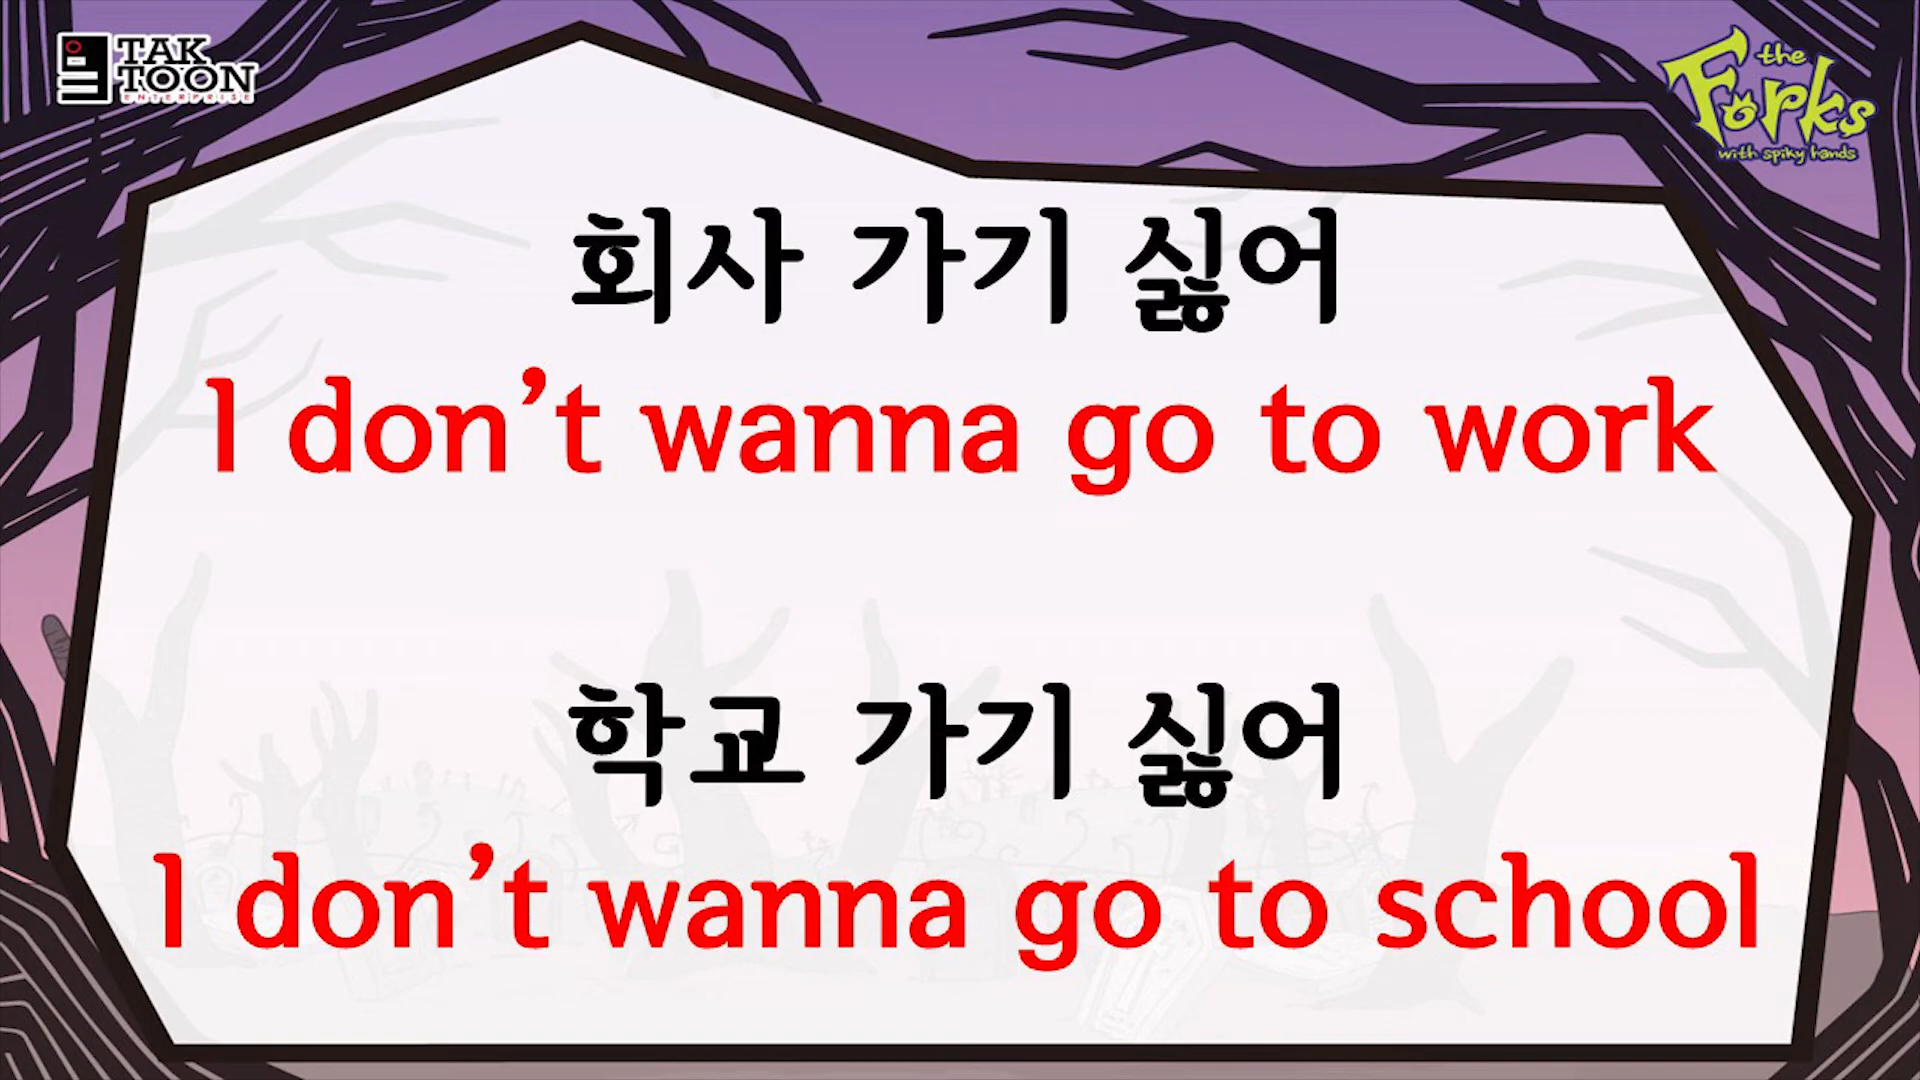 TAK
TOON
ENTERPRISE
the
Forks
with spiky hands
회사 가기 싫어
I don't wanna go to work
학교 가기 싫어
I don't wanna go to school